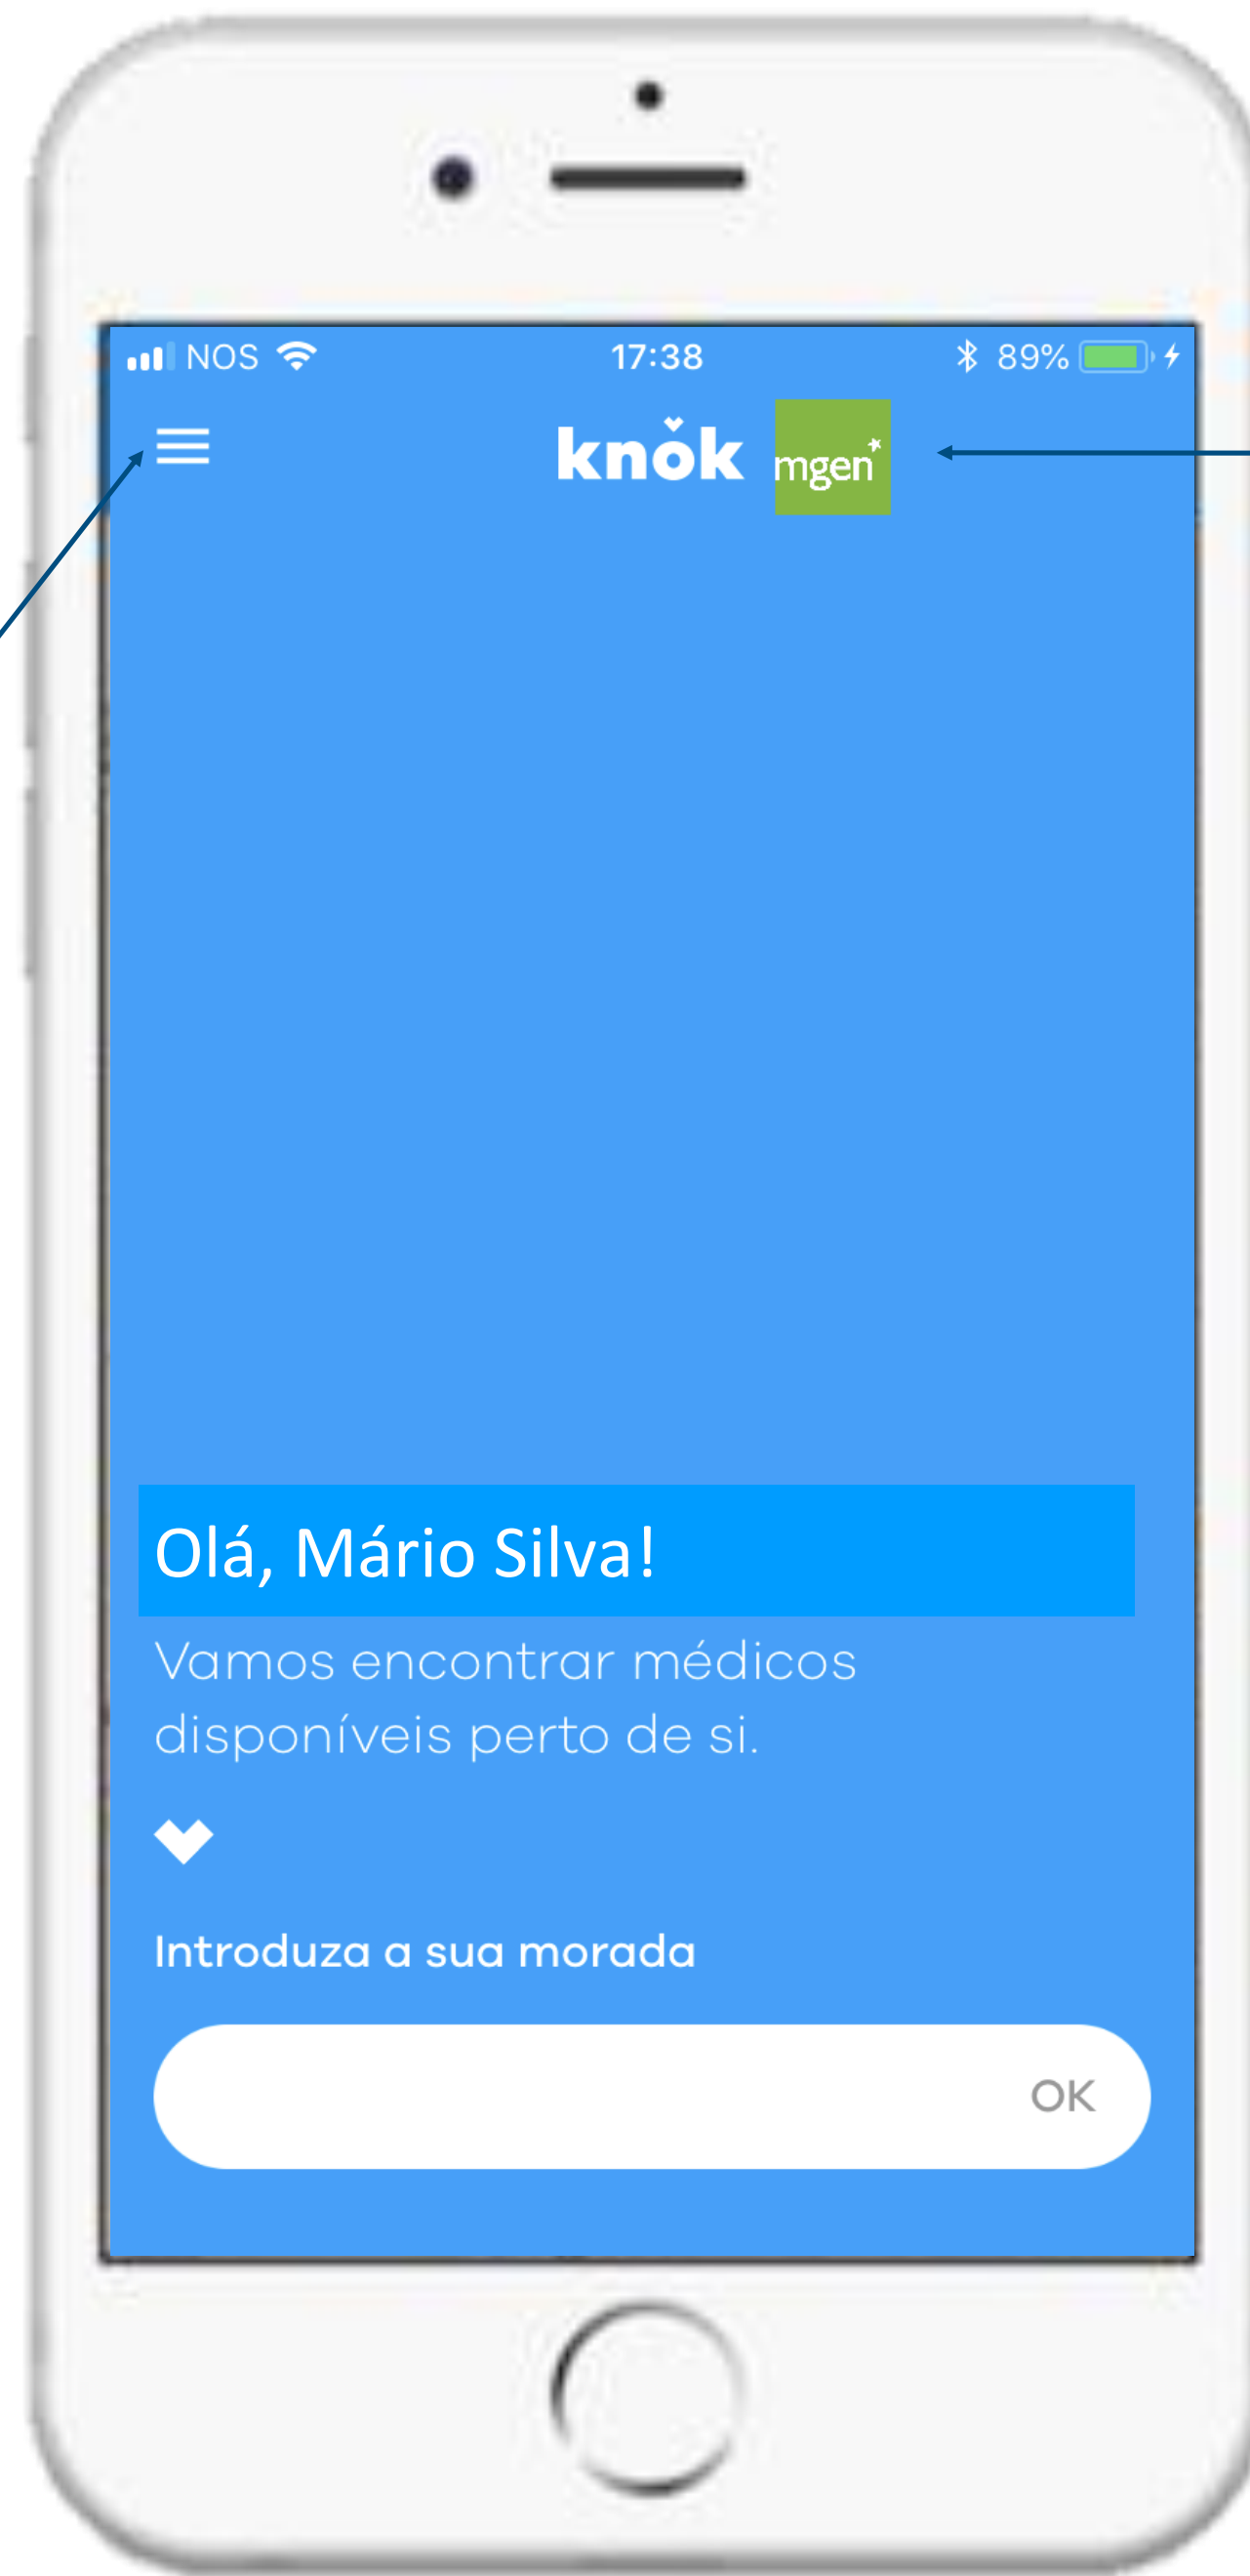 NOS 17:38 89%
knok mgen*
Olá, Mário Silva!
Vamos encontrar médicos
disponíveis perto de si.
Introduza a sua morada
OK